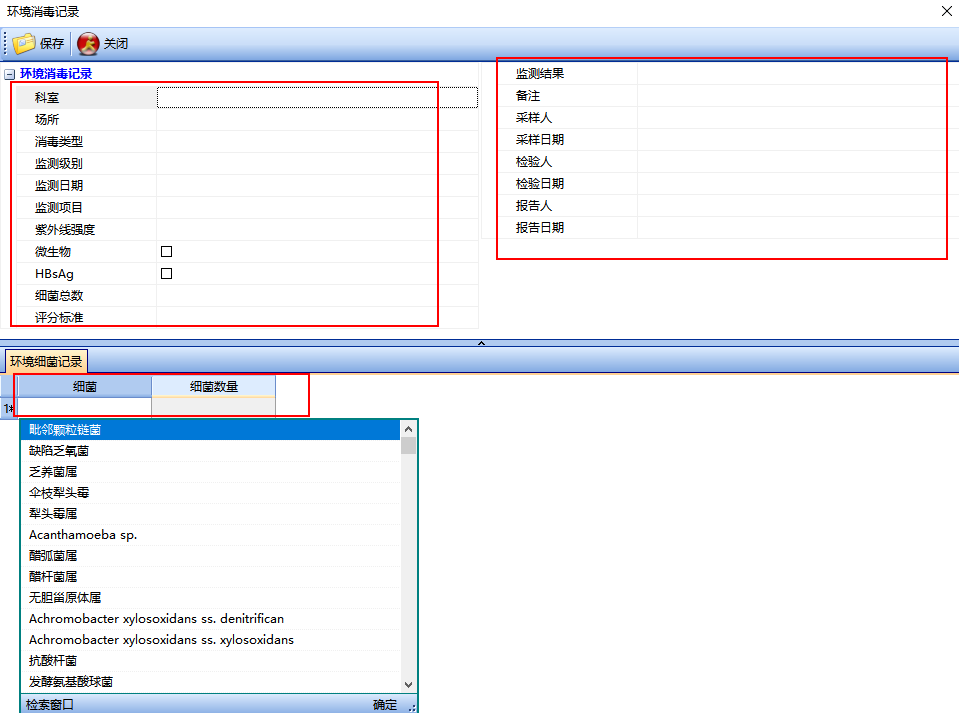 环境消毒记录
保存 关闭
环境消毒记录
科室
场所
消毒类型
监测级别
监测日期
监测项目
紫外线强度
微生物
HBsAg
细菌总数
评分标准
监测结果
备注
采样人
采样日期
检验人
检验日期
报告人
报告日期
环境细菌记录
细菌 细菌数量
1*
毗邻颗粒链菌
缺陷乏氧菌
乏养菌属
伞枝犁头霉
犁头霉属
Acanthamoeba sp.
醋弧菌属
醋杆菌属
无胆甾原体属
Achromobacter xylosoxidans ss. denitrifican
Achromobacter xylosoxidans ss. xylosoxidans
抗酸杆菌
发酵氨基酸球菌
检索窗口 确定